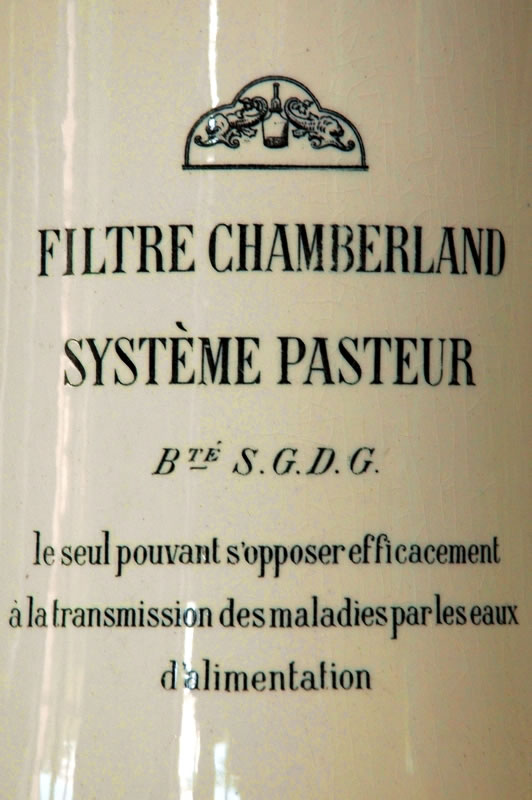 FILTRE CHAMBERLAND
SYSTÈME PASTEUR
BTÉ S.G.D.G.
le seul pouvant s'opposer efficacement
à la transmission des maladies par les eaux
d'alimentation